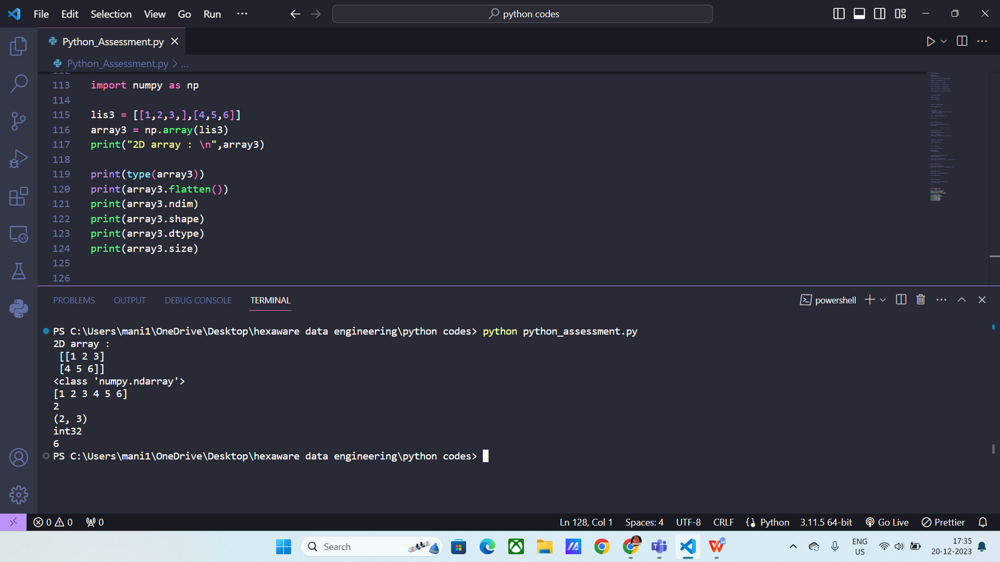 File Edit Selection View Go Run ··· python codes
Python_Assessment.py
Python_Assessment.py > ...
112
113 import numpy as np
114
115 lis3 = [[1,2,3,],[4,5,6]]
116 array3 = np.array(lis3)
117 print("2D array : \n",array3)
118
119 print(type(array3))
120 print(array3.flatten())
121 print(array3.ndim)
122 print(array3.shape)
123 print(array3.dtype)
124 print(array3.size)
125
126
PROBLEMS OUTPUT DEBUG CONSOLE TERMINAL powershell
PS C:\Users\mani1\OneDrive\Desktop\hexaware data engineering\python codes> python python_assessment.py
2D array :
[[1 2 3]
[4 5 6]]
<class 'numpy.ndarray'>
[1 2 3 4 5 6]
2
(2, 3)
int32
6
PS C:\Users\mani1\OneDrive\Desktop\hexaware data engineering\python codes>
0 0 0 Ln 128, Col 1 Spaces: 4 UTF-8 CRLF Python 3.11.5 64-bit Go Live Prettier
Search
ENG
US
17:35
20-12-2023